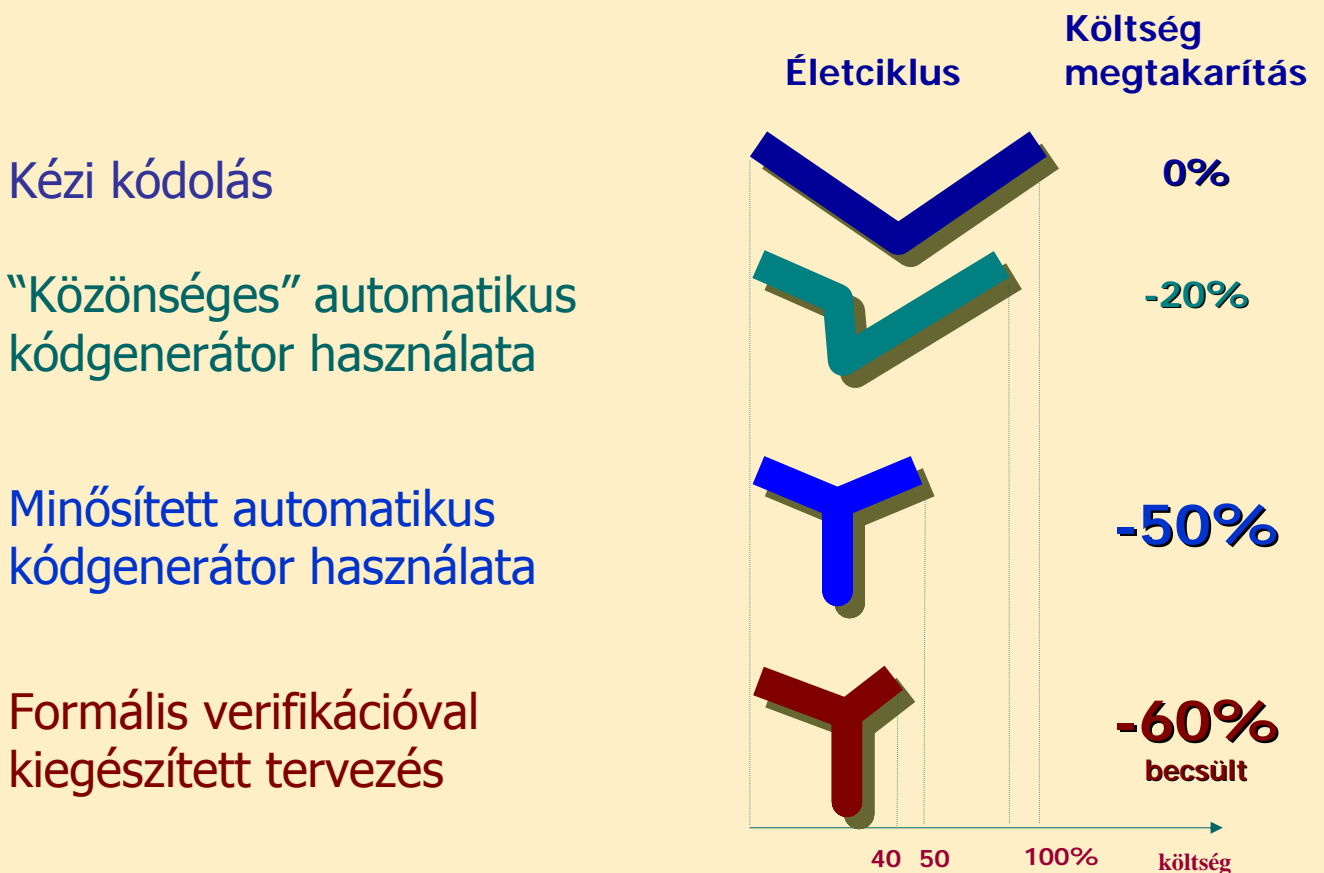 Életciklus
Költség
megtakarítás
Kézi kódolás
0%
“Közönséges” automatikus
kódgenerátor használata
-20%
Minősített automatikus
kódgenerátor használata
-50%
Formális verifikációval
kiegészített tervezés
-60%
becsült
40 50 100% költség